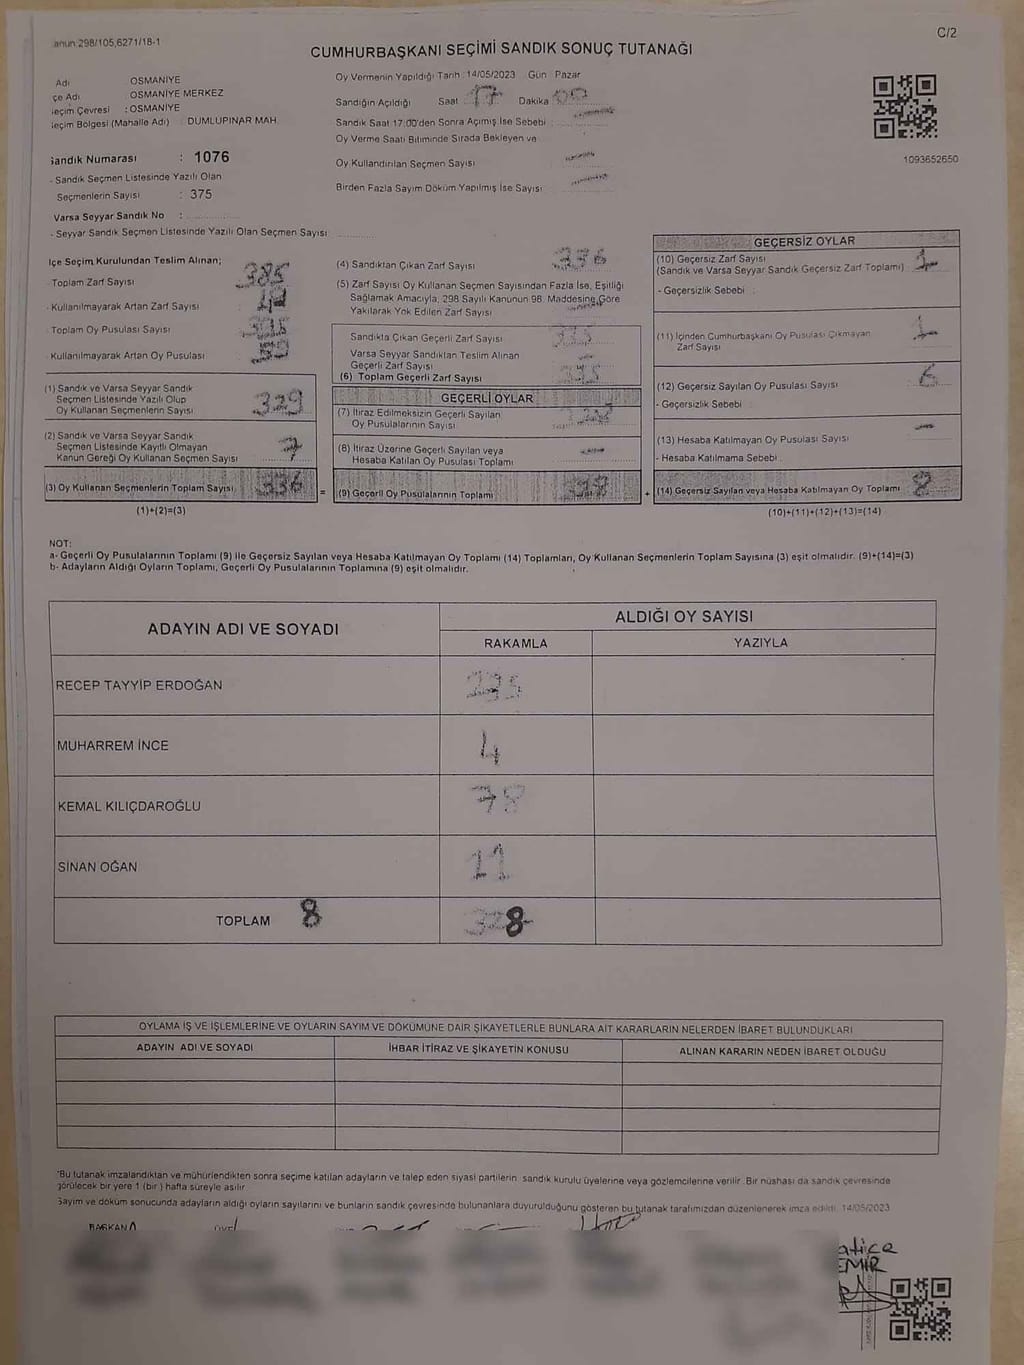 anun:298/105,6271/18-1
C/2
CUMHURBAŞKANI SEÇİMİ SANDIK SONUÇ TUTANAĞI
Adı OSMANİYE
çe Adı OSMANİYE MERKEZ
eçim Çevresi : OSMANİYE
eçim Bölgesi (Mahalle Adı) : DUMLUPINAR MAH.
Sandık Numarası : 1076
- Sandık Seçmen Listesinde Yazılı Olan
Seçmenlerin Sayısı : 375
Varsa Seyyar Sandık No :
- Seyyar Sandık Seçmen Listesinde Yazılı Olan Seçmen Sayısı
Oy Vermenin Yapıldığı Tarih : 14/05/2023 Gün Pazar
Sandığın Açıldığı Saat 17 Dakika 00
Sandık Saat 17:00'den Sonra Açımış İse Sebebi
Oy Verme Saati Bitiminde Sırada Bekleyen ve
Oy Kullandırılan Seçmen Sayısı
Birden Fazla Sayım Döküm Yapılmış İse Sayısı
1093652650
İlçe Seçim Kurulundan Teslim Alınan;
- Toplam Zarf Sayısı 385
- Kullanılmayarak Artan Zarf Sayısı
- Toplam Oy Pusulası Sayısı
- Kullanılmayarak Artan Oy Pusulası
(1) Sandık ve Varsa Seyyar Sandık
Seçmen Listesinde Yazılı Olup
Oy Kullanan Seçmenlerin Sayısı 329
(2) Sandık ve Varsa Seyyar Sandık
Seçmen Listesinde Kayıtlı Olmayan
Kanun Gereği Oy Kullanan Seçmen Sayısı 7
(3) Oy Kullanan Seçmenlerin Toplam Sayısı 336
(1)+(2)=(3)
(4) Sandıktan Çıkan Zarf Sayısı 336
(5) Zarf Sayısı Oy Kullanan Seçmen Sayısından Fazla İse, Eşitliği
Sağlamak Amacıyla, 298 Sayılı Kanunun 98. Maddesine Göre
Yakılarak Yok Edilen Zarf Sayısı
Sandıkta Çıkan Geçerli Zarf Sayısı 335
Varsa Seyyar Sandıktan Teslim Alınan
Geçerli Zarf Sayısı
(6) Toplam Geçerli Zarf Sayısı 335
GEÇERLİ OYLAR
(7) İtiraz Edilmeksizin Geçerli Sayılan
Oy Pusulasının Sayısı 328
(8) İtiraz Üzerine Geçerli Sayılan veya
Hesaba Katılan Oy Pusulası Toplamı
= (9) Geçerli Oy Pusulalarının Toplamı 328
GEÇERSİZ OYLAR
(10) Geçersiz Zarf Sayısı 1
(Sandık ve Varsa Seyyar Sandık Geçersiz Zarf Toplamı)
- Geçersizlik Sebebi
(11) İçinden Cumhurbaşkanı Oy Pusulası Çıkmayan 1
Zarf Sayısı
(12) Geçersiz Sayılan Oy Pusulası Sayısı 6
- Geçersizlik Sebebi
(13) Hesaba Katılmayan Oy Pusulası Sayısı -
- Hesaba Katılmama Sebebi
+ (14) Geçersiz Sayılan veya Hesaba Katılmayan Oy Toplamı 8
(10)+(11)+(12)+(13)=(14)
NOT:
a- Geçerli Oy Pusulalarının Toplamı (9) ile Geçersiz Sayılan veya Hesaba Katılmayan Oy Toplamı (14) Toplamları, Oy Kullanan Seçmenlerin Toplam Sayısına (3) eşit olmalıdır. (9)+(14)=(3)
b- Adayların Aldığı Oyların Toplamı, Geçerli Oy Pusulalarının Toplamına (9) eşit olmalıdır.
ADAYIN ADI VE SOYADI
ALDIĞI OY SAYISI
RAKAMLA YAZIYLA
RECEP TAYYİP ERDOĞAN 235
MUHARREM İNCE 4
KEMAL KILIÇDAROĞLU 78
SİNAN OĞAN 11
TOPLAM 8 328
OYLAMA İŞ VE İŞLEMLERİNE VE OYLARIN SAYIM VE DÖKÜMÜNE DAİR ŞİKAYETLERLE BUNLARA AİT KARARLARIN NELERDEN İBARET BULUNDUKLARI
ADAYIN ADI VE SOYADI İHBAR İTİRAZ VE ŞİKAYETİN KONUSU ALINAN KARARIN NEDEN İBARET OLDUĞU
"Bu tutanak imzalandıktan ve mühürlendikten sonra seçime katılan adayların ve talep eden siyasi partilerin sandık kurulu üyelerine veya gözlemcilerine verilir. Bir nüshası da sandık çevresinde
görülecek bir yere 1 (bir) hafta süreyle asılır
Sayım ve döküm sonucunda adayların aldığı oyların sayılarını ve bunların sandık çevresinde bulunanlara duyurulduğunu gösteren bu tutanak tarafımızdan düzenlenerek imza edildi. 14/05/2023
BAŞKAN
atice
EMİR